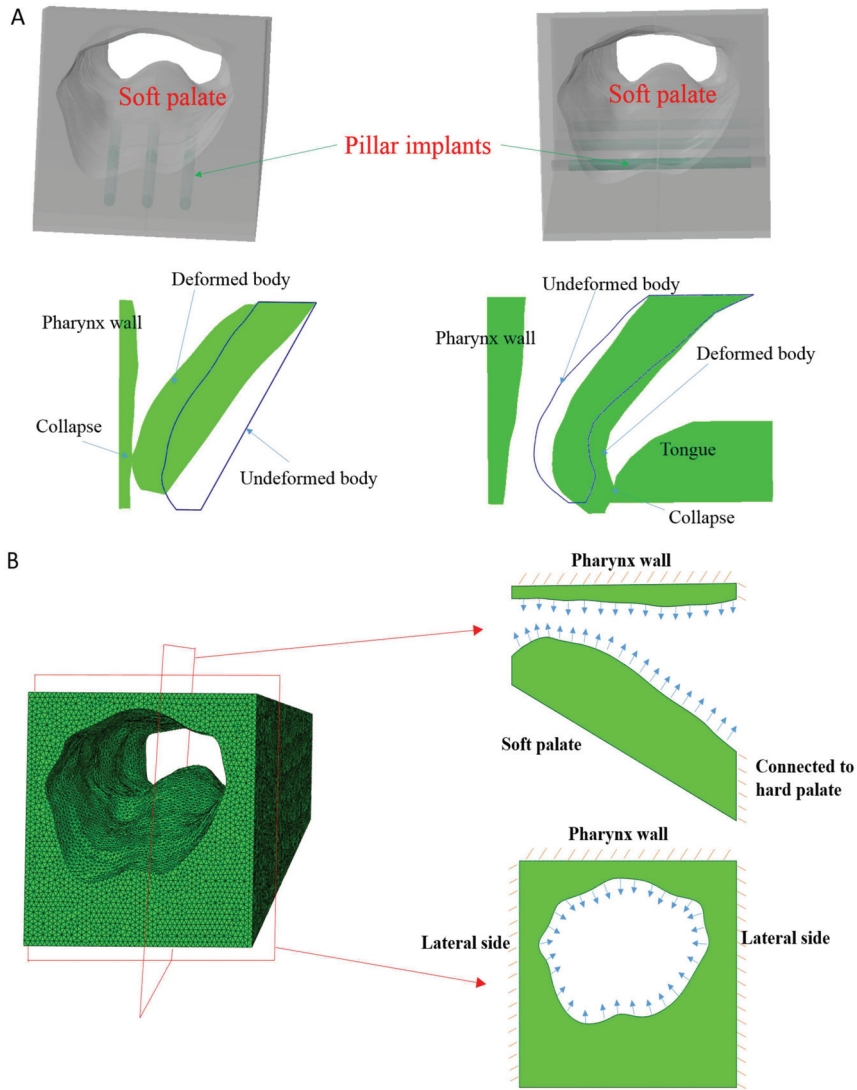 A
Soft palate
Soft palate
Pillar implants
Deformed body
Pharynx wall
Collapse
Undeformed body
Undeformed body
Pharynx wall
Deformed body
Tongue
Collapse
B
Pharynx wall
Soft palate
Connected to
hard palate
Pharynx wall
Lateral side
Lateral side